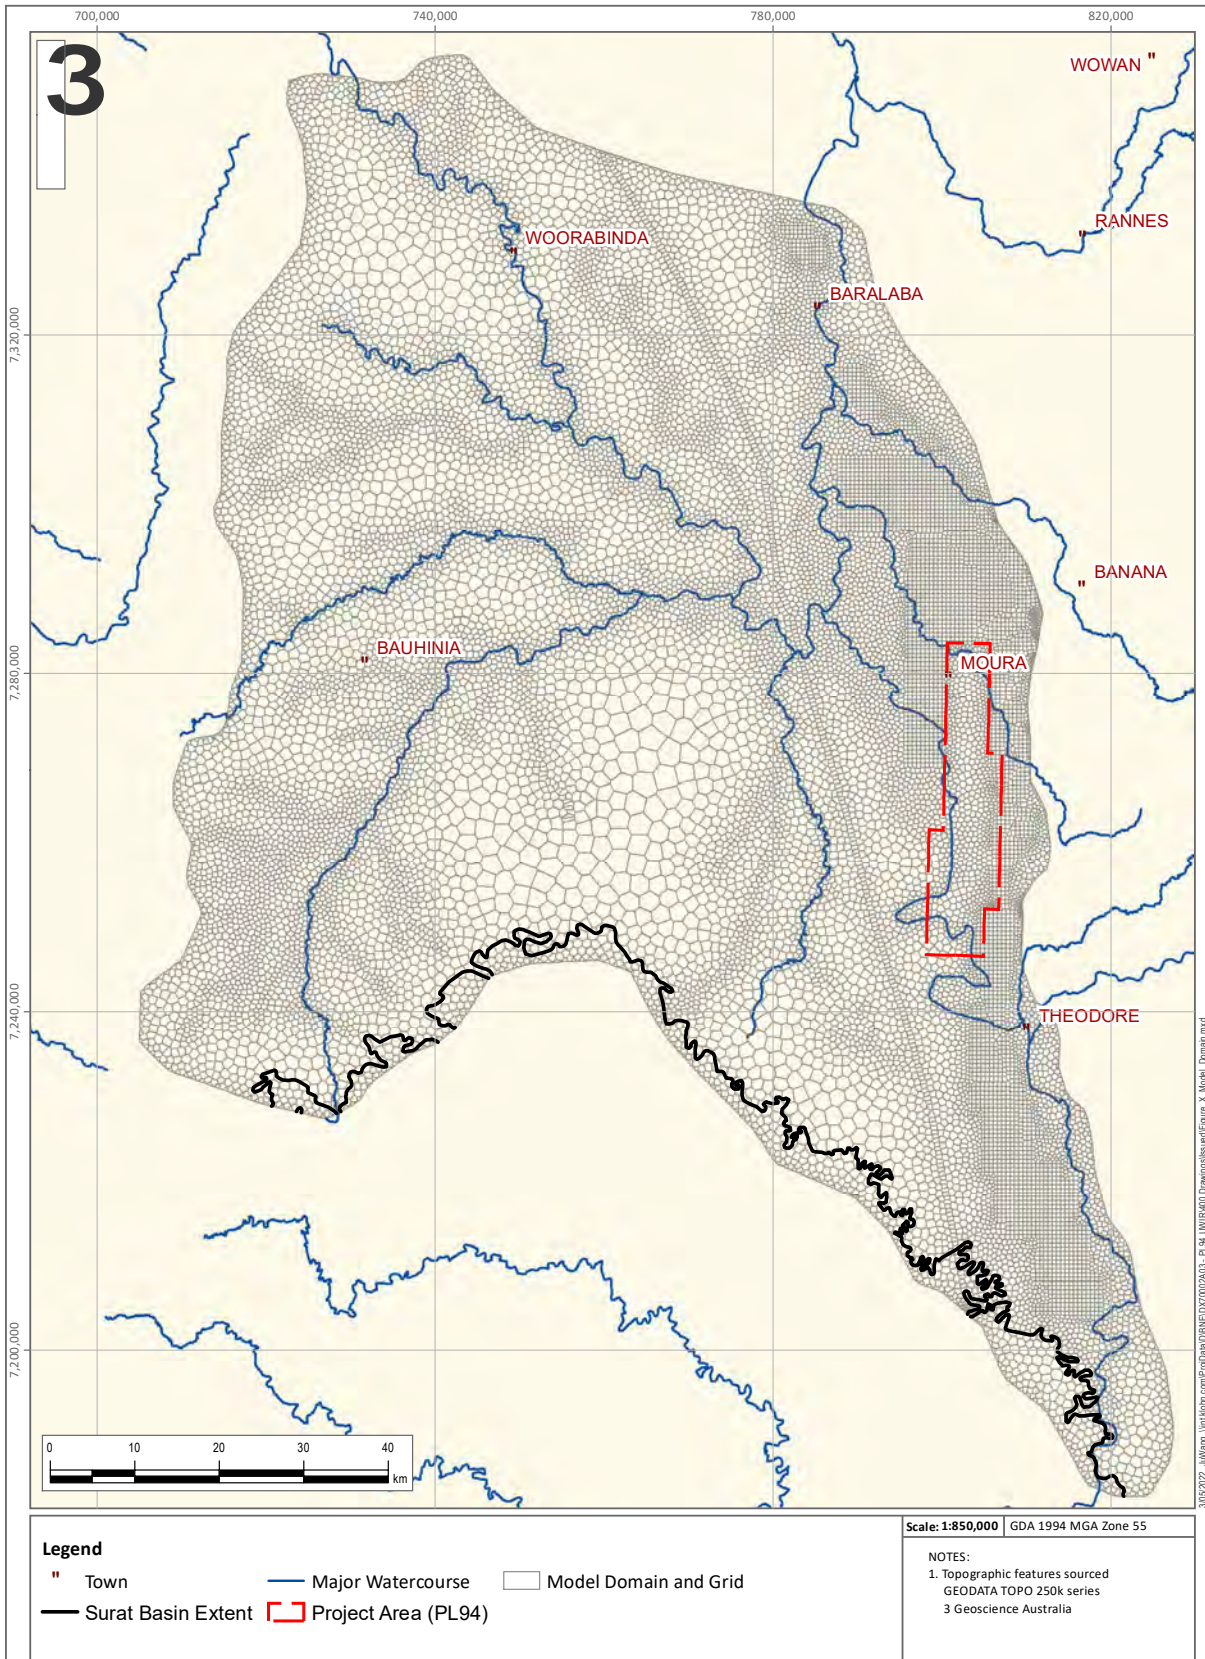 700,000
740,000
780,000
820,000
3
WOWAN
RANNES
WOORABINDA
BARALABA
7,320,000
BANANA
BAUHINIA
MOURA
7,280,000
THEODORE
7,240,000
7,200,000
0 10 20 30 40
km
Legend
" Town
Major Watercourse
Model Domain and Grid
Surat Basin Extent
Project Area (PL94)
Scale: 1:850,000
GDA 1994 MGA Zone 55
NOTES:
1. Topographic features sourced
GEODATA TOPO 250k series
3 Geoscience Australia